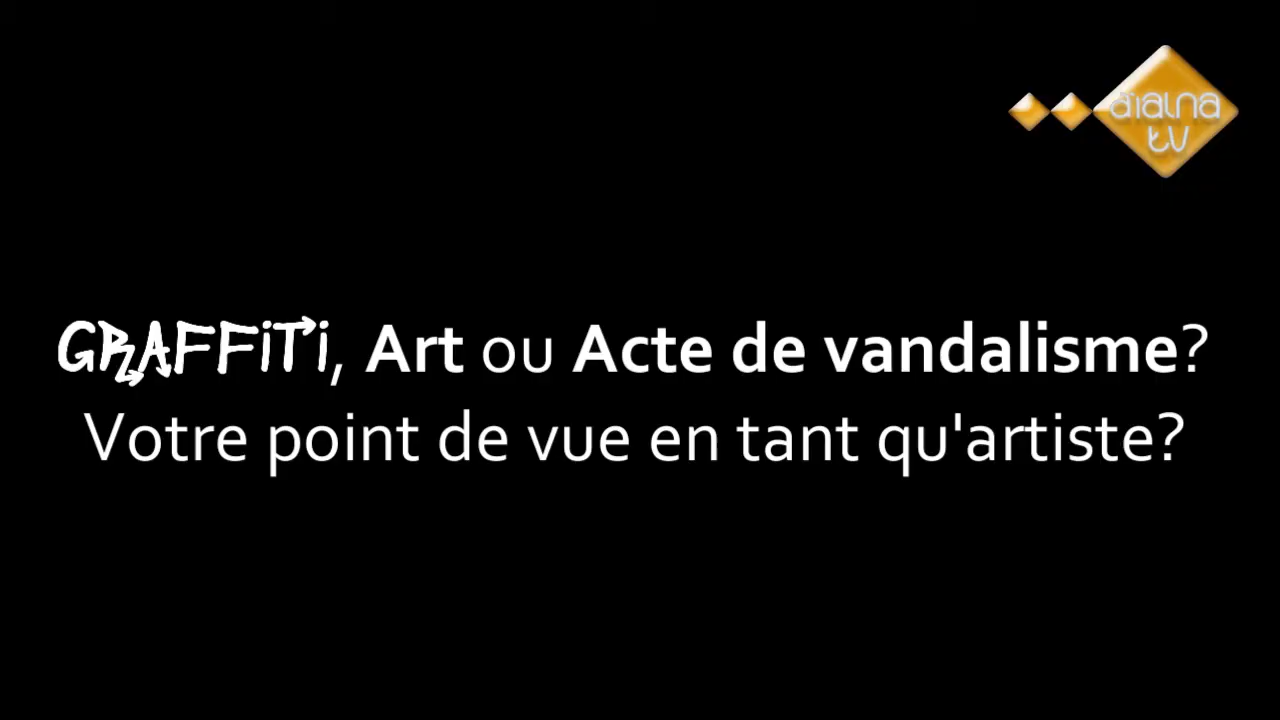 dialna
tv
GRAFFiTi, Art ou Acte de vandalisme?
Votre point de vue en tant qu'artiste?